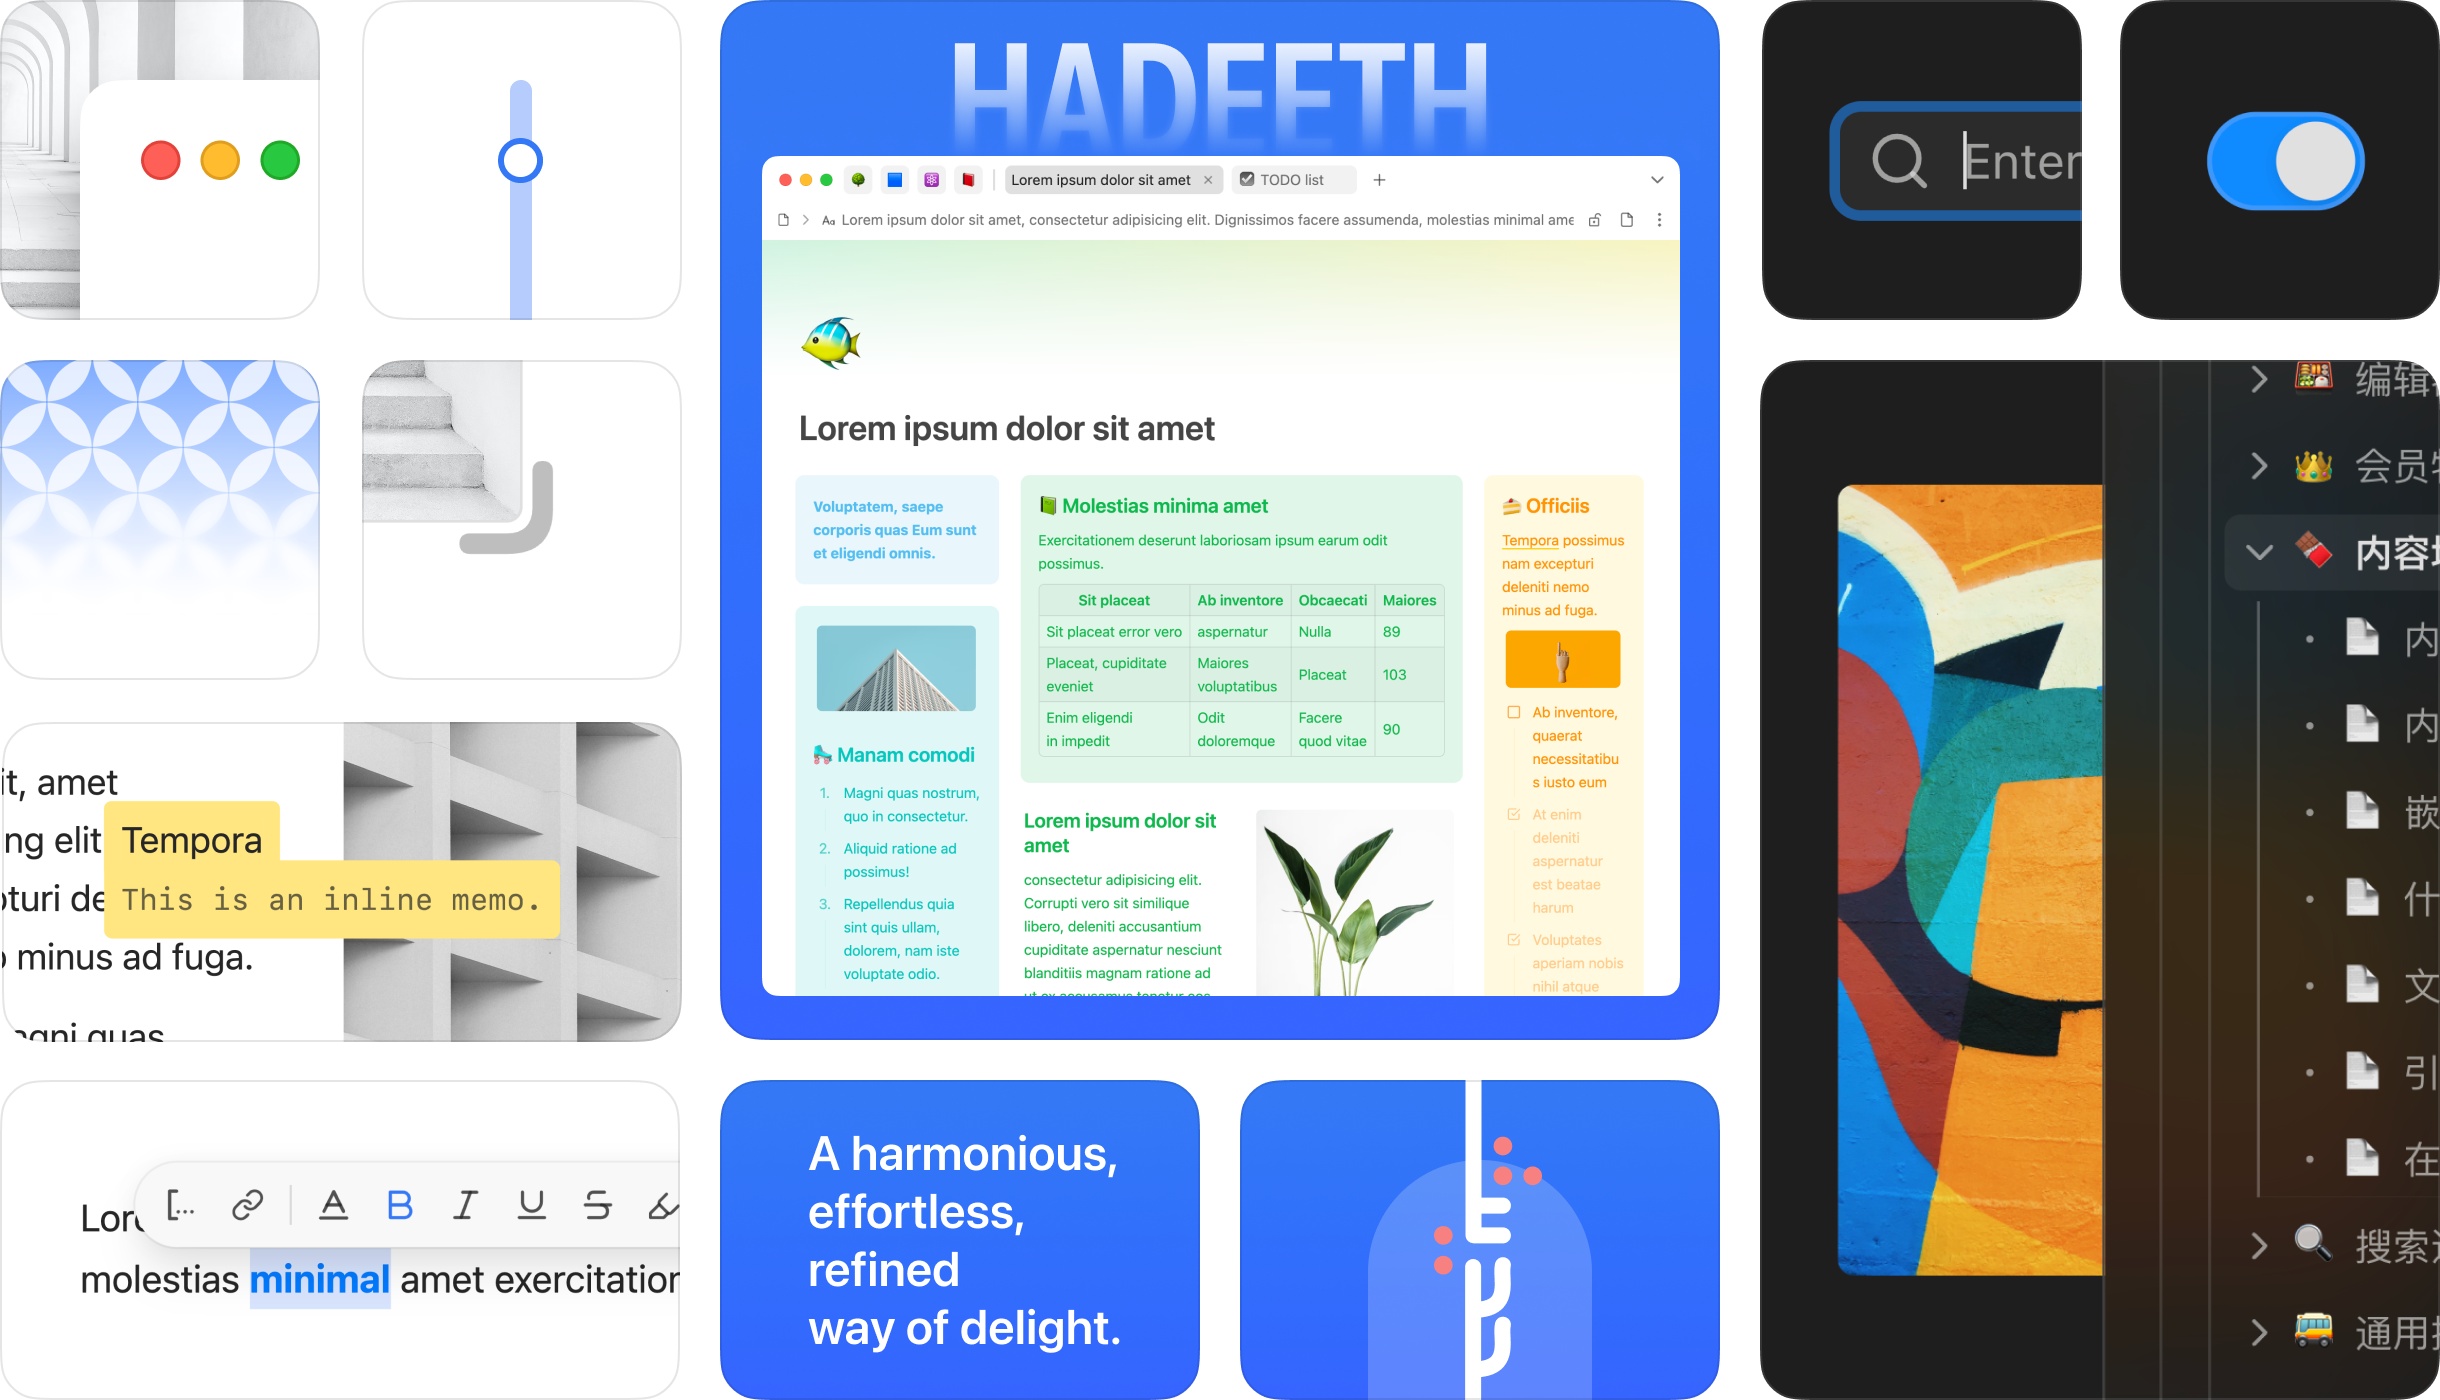 HADEETH
Lorem ipsum dolor sit amet
TODO list
Aa Lorem ipsum dolor sit amet, consectetur adipisicing elit. Dignissimos facere assumenda, molestias minimal ame
Lorem ipsum dolor sit amet
Voluptatem, saepe
corporis quas Eum sunt
et eligendi omnis.
Manam comodi
1. Magni quas nostrum,
quo in consectetur.
2. Aliquid ratione ad
possimus!
3. Repellendus quia
sint quis ullam,
dolorem, nam iste
voluptate odio.
Molestias minima amet
Exercitationem deserunt laboriosam ipsum earum odit
possimus.
Sit placeat Ab inventore Obcaecati Maiores
Sit placeat error vero aspernatur Nulla 89
Placeat, cupiditate
eveniet
Maiores
voluptatibus
Placeat 103
Enim eligendi
in impedit
Odit
doloremque
Facere
quod vitae
90
Lorem ipsum dolor sit
amet
consectetur adipisicing elit.
Corrupti vero sit similique
libero, deleniti accusantium
cupiditate aspernatur nesciunt
blanditiis magnam ratione ad
Officiis
Tempora possimus
nam excepturi
deleniti nemo
minus ad fuga.
Ab inventore,
quaerat
necessitatibu
s iusto eum
At enim
deleniti
aspernatur
est beatae
harum
Voluptates
aperiam nobis
nihil atque
it, amet
ng elit Tempora
pturi de This is an inline memo.
o minus ad fuga.
agni quas
Lore
A B I U S
molestias minimal amet exercitation
A harmonious,
effortless,
refined
way of delight.
Enter
编辑
会员
内容
内
内
嵌
什
文
引
在
搜索
通用